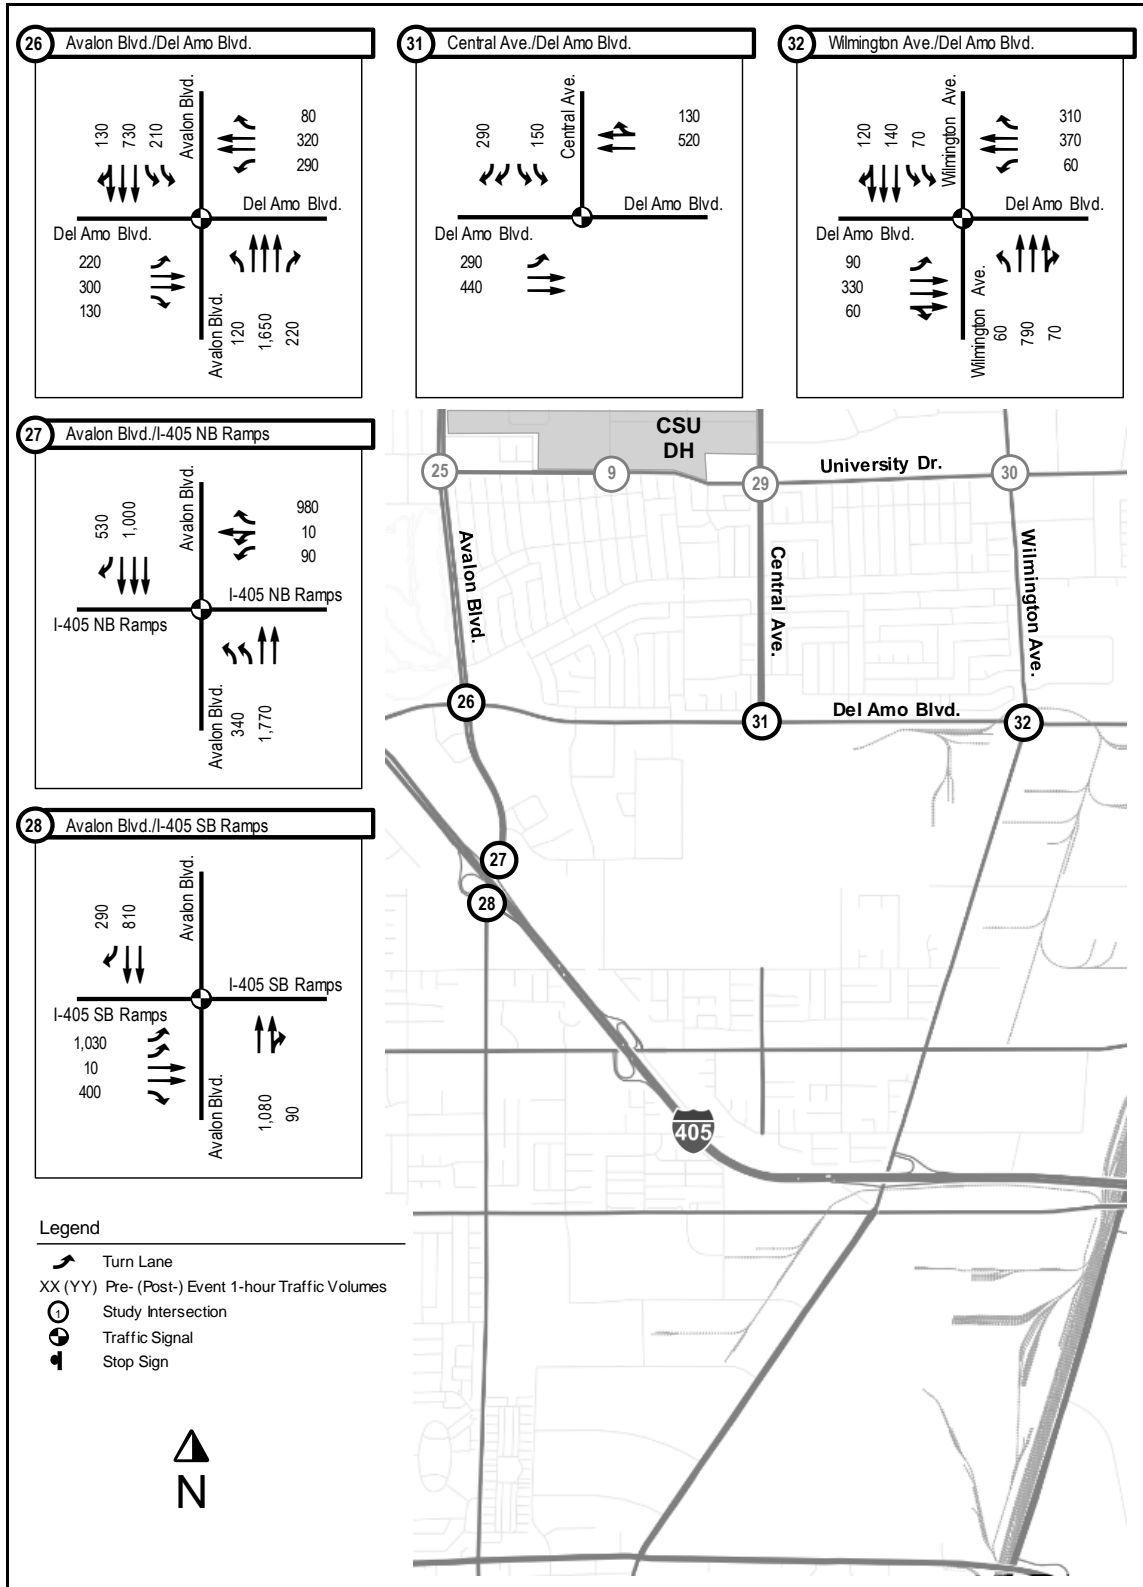 26 Avalon Blvd./Del Amo Blvd.
130 730 210
Avalon Blvd.
80
320
290
Del Amo Blvd.
Del Amo Blvd.
220
300
130
Avalon Blvd.
120 1,650 220
31 Central Ave./Del Amo Blvd.
290 150
Central Ave.
130
520
Del Amo Blvd.
Del Amo Blvd.
290
440
32 Wilmington Ave./Del Amo Blvd.
120 140 70
Wilmington Ave.
310
370
60
Del Amo Blvd.
Del Amo Blvd.
90
330
60
Wilmington Ave.
60 790 70
27 Avalon Blvd./I-405 NB Ramps
530 1,000
Avalon Blvd.
980
10
90
I-405 NB Ramps
I-405 NB Ramps
Avalon Blvd.
340 1,770
28 Avalon Blvd./I-405 SB Ramps
290 810
Avalon Blvd.
I-405 SB Ramps
I-405 SB Ramps
1,030
10
400
Avalon Blvd.
1,080 90
CSU
DH
25
9
29
University Dr.
30
Avalon Blvd.
Central Ave.
Wilmington Ave.
26
31
Del Amo Blvd.
32
27
28
405
Legend
Turn Lane
XX (YY) Pre- (Post-) Event 1-hour Traffic Volumes
1 Study Intersection
Traffic Signal
Stop Sign
N